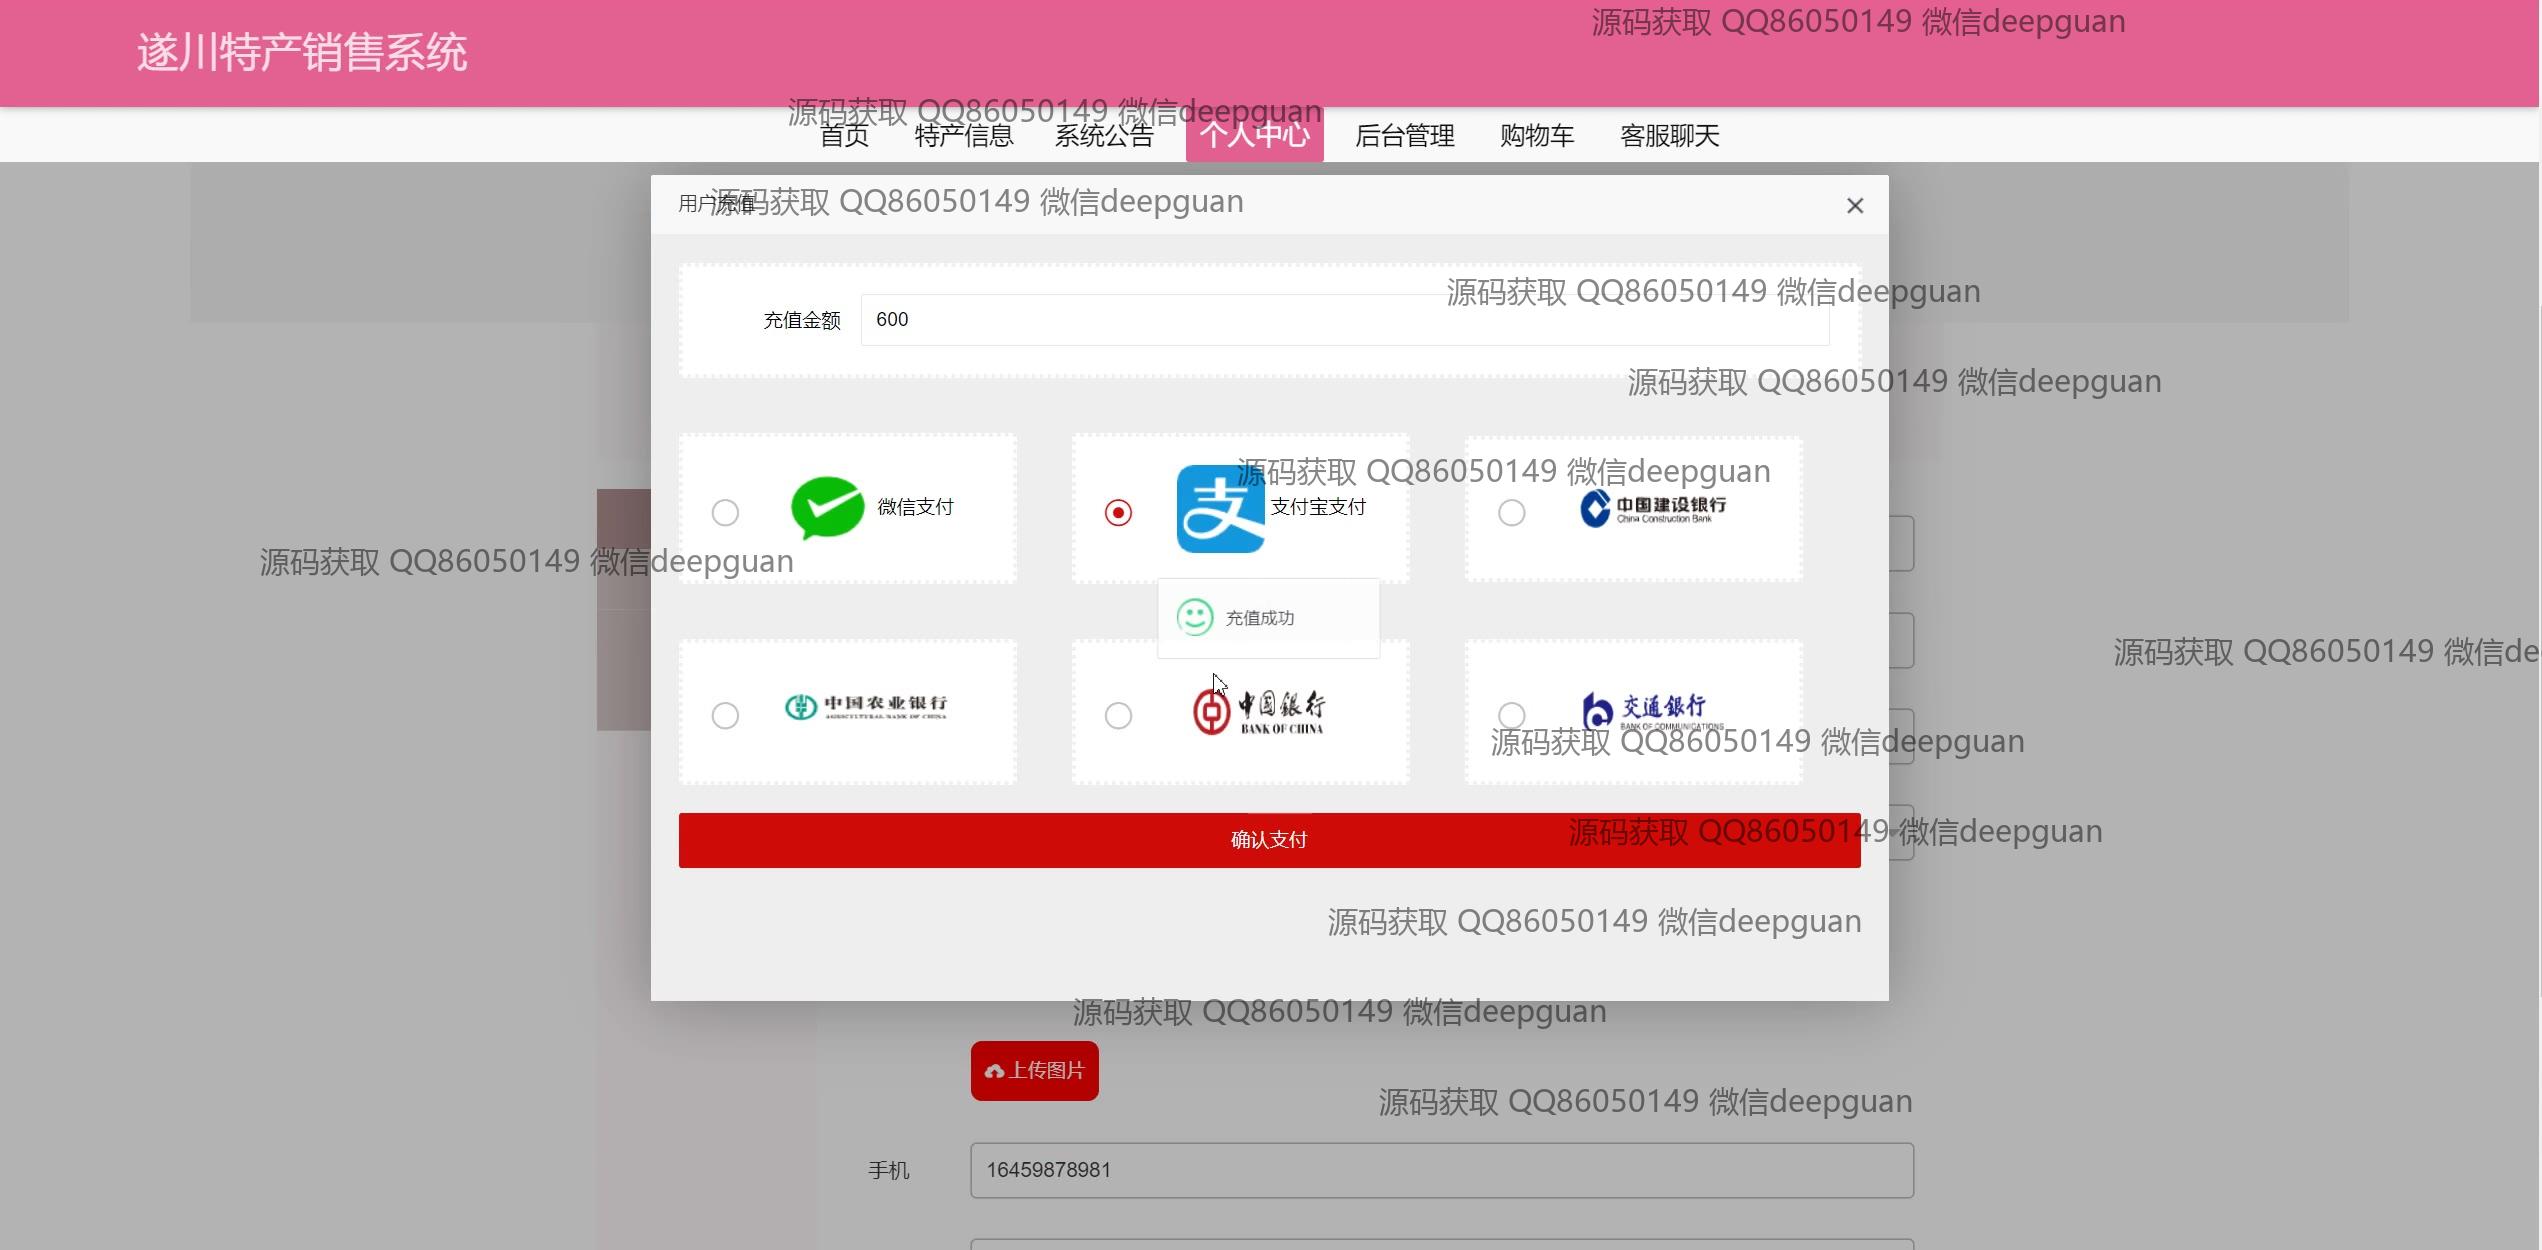 源码获取 QQ86050149 微信deepguan
遂川特产销售系统
源码获取 QQ86050149 微信deepguan
首页 特产信息 系统公告 个人中心 后台管理 购物车 客服聊天
用户充值
源码获取 QQ86050149 微信deepguan
源码获取 QQ86050149 微信deepguan
充值金额 600
源码获取 QQ86050149 微信deepguan
源码获取 QQ86050149 微信deepguan
微信支付 支付宝支付 中国建设银行
China Construction Bank
源码获取 QQ86050149 微信deepguan
充值成功
源码获取 QQ86050149 微信de
中国农业银行 中国银行 交通银行
AGRICULTURAL BANK OF CHINA BANK OF CHINA BANK OF COMMUNICATIONS
源码获取 QQ86050149 微信deepguan
确认支付
源码获取 QQ86050149 微信deepguan
源码获取 QQ86050149 微信deepguan
源码获取 QQ86050149 微信deepguan
上传图片
源码获取 QQ86050149 微信deepguan
手机 16459878981